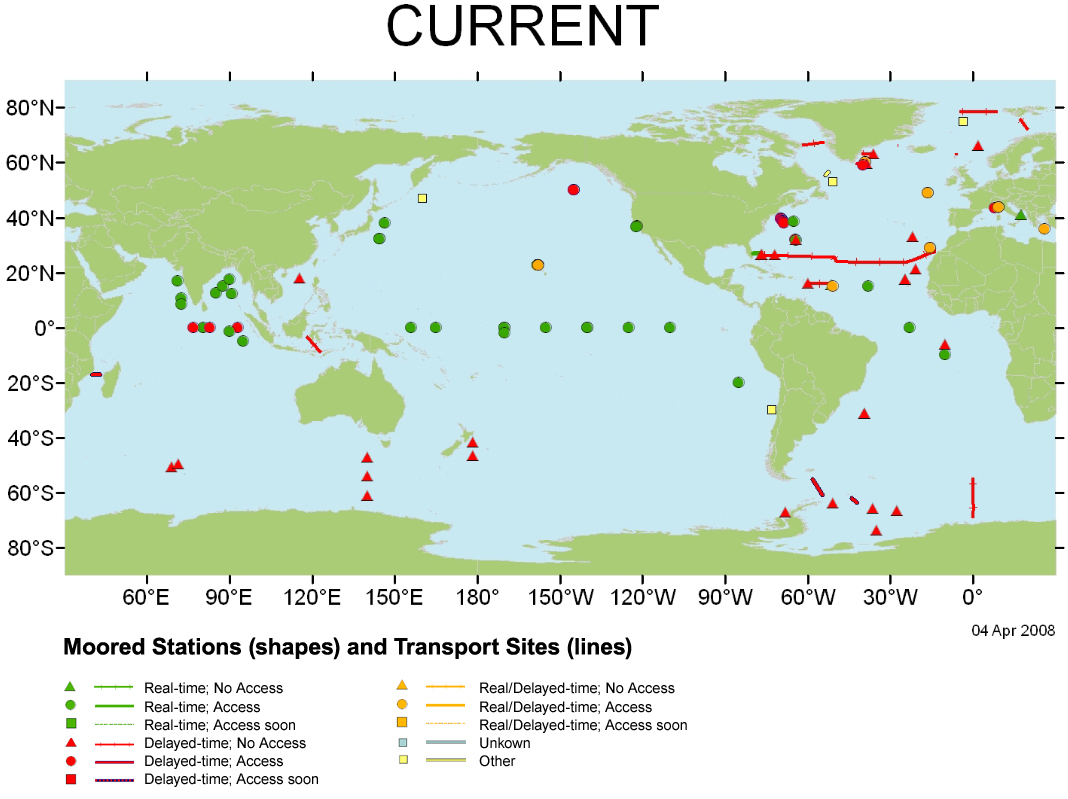 CURRENT
80°N
60°N
40°N
20°N
0°
20°S
40°S
60°S
80°S
60°E 90°E 120°E 150°E 180° 150°W 120°W 90°W 60°W 30°W 0°
04 Apr 2008
Moored Stations (shapes) and Transport Sites (lines)
Real-time; No Access
Real-time; Access
Real-time; Access soon
Delayed-time; No Access
Delayed-time; Access
Delayed-time; Access soon
Real/Delayed-time; No Access
Real/Delayed-time; Access
Real/Delayed-time; Access soon
Unkown
Other